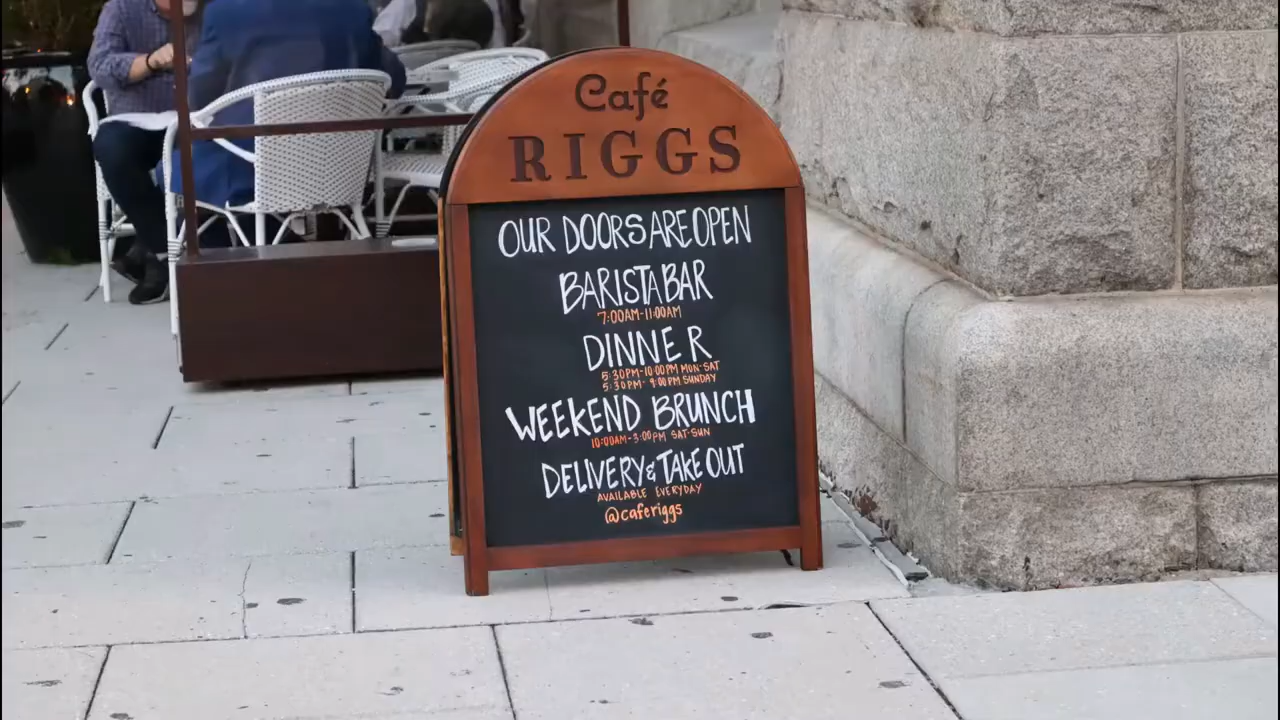 Café
RIGGS
OUR DOORS ARE OPEN
BARISTA BAR
7:00AM-11:00AM
DINNER
5:30PM-10:00PM MON-SAT
5:30PM-9:00PM SUNDAY
WEEKEND BRUNCH
10:00AM-3:00PM SAT-SUN
DELIVERY & TAKE OUT
AVAILABLE EVERYDAY
@caferiggs